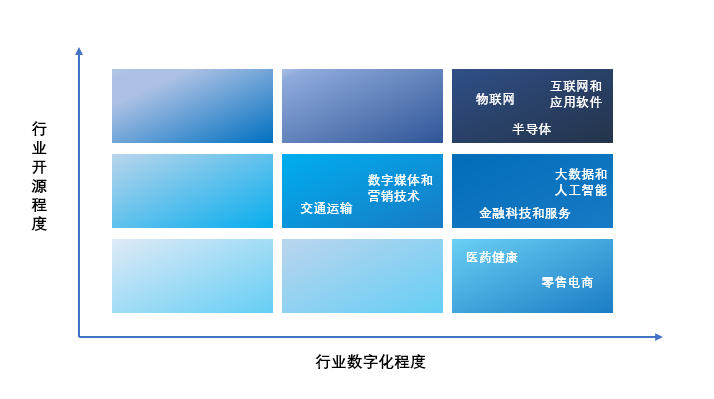 行业开源程度
物联网
互联网和
应用软件
半导体
数字媒体和
营销技术
交通运输
大数据和
人工智能
金融科技和服务
医药健康
零售电商
行业数字化程度